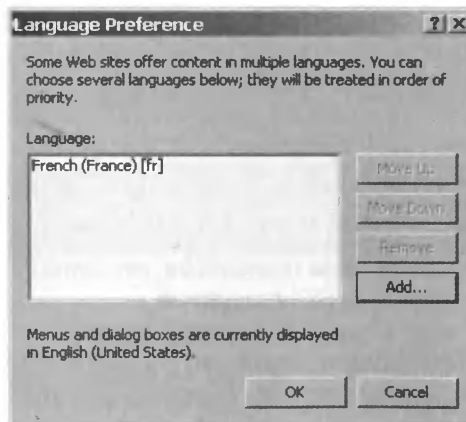 Language Preference ? X
Some Web sites offer content in multiple languages. You can
choose several languages below; they will be treated in order of
priority.
Language:
French (France) [fr]
Move Up
Move Down
Remove
Add...
Menus and dialog boxes are currently displayed
in English (United States).
OK Cancel